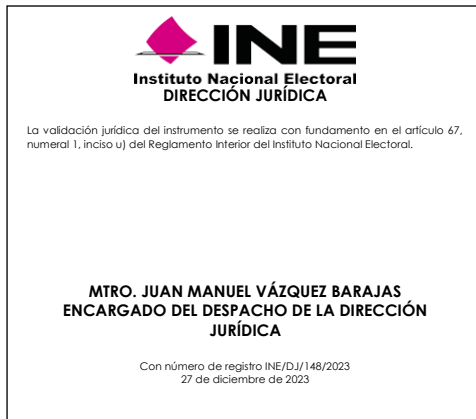 INE
Instituto Nacional Electoral
DIRECCIÓN JURÍDICA
La validación jurídica del instrumento se realiza con fundamento en el artículo 67,
numeral 1, inciso u) del Reglamento Interior del Instituto Nacional Electoral.
MTRO. JUAN MANUEL VÁZQUEZ BARAJAS
ENCARGADO DEL DESPACHO DE LA DIRECCIÓN
JURÍDICA
Con número de registro INE/DJ/148/2023
27 de diciembre de 2023